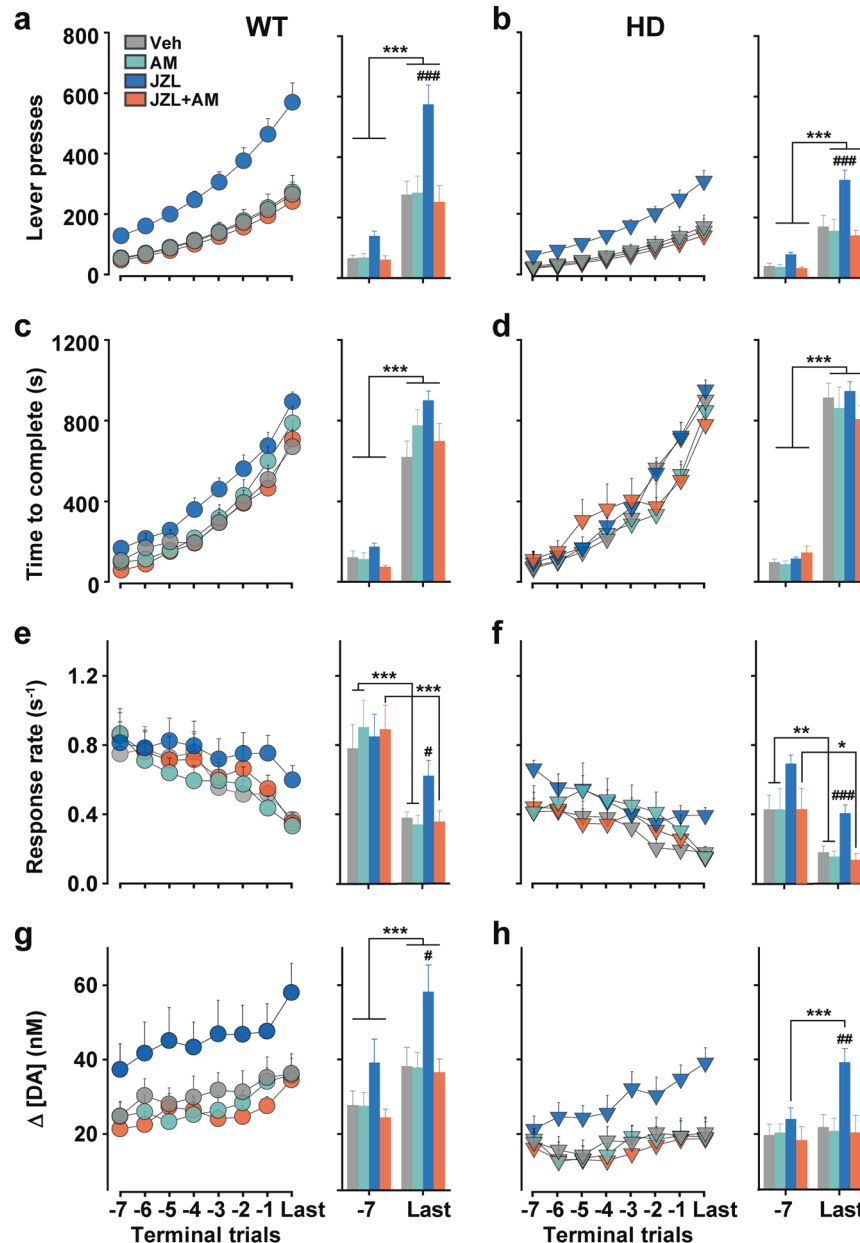 a WT b HD
Veh
AM
JZL
JZL+AM
*** ### *** ###
Lever presses
800
600
400
200
0
c d
*** ***
Time to complete (s)
1200
800
400
0
e f
*** *** # ** * ###
Response rate (s-1)
1.2
0.8
0.4
0.0
g h
*** # *** ##
Δ [DA] (nM)
60
40
20
-7 -6 -5 -4 -3 -2 -1 Last -7 Last -7 -6 -5 -4 -3 -2 -1 Last -7 Last
Terminal trials Terminal trials